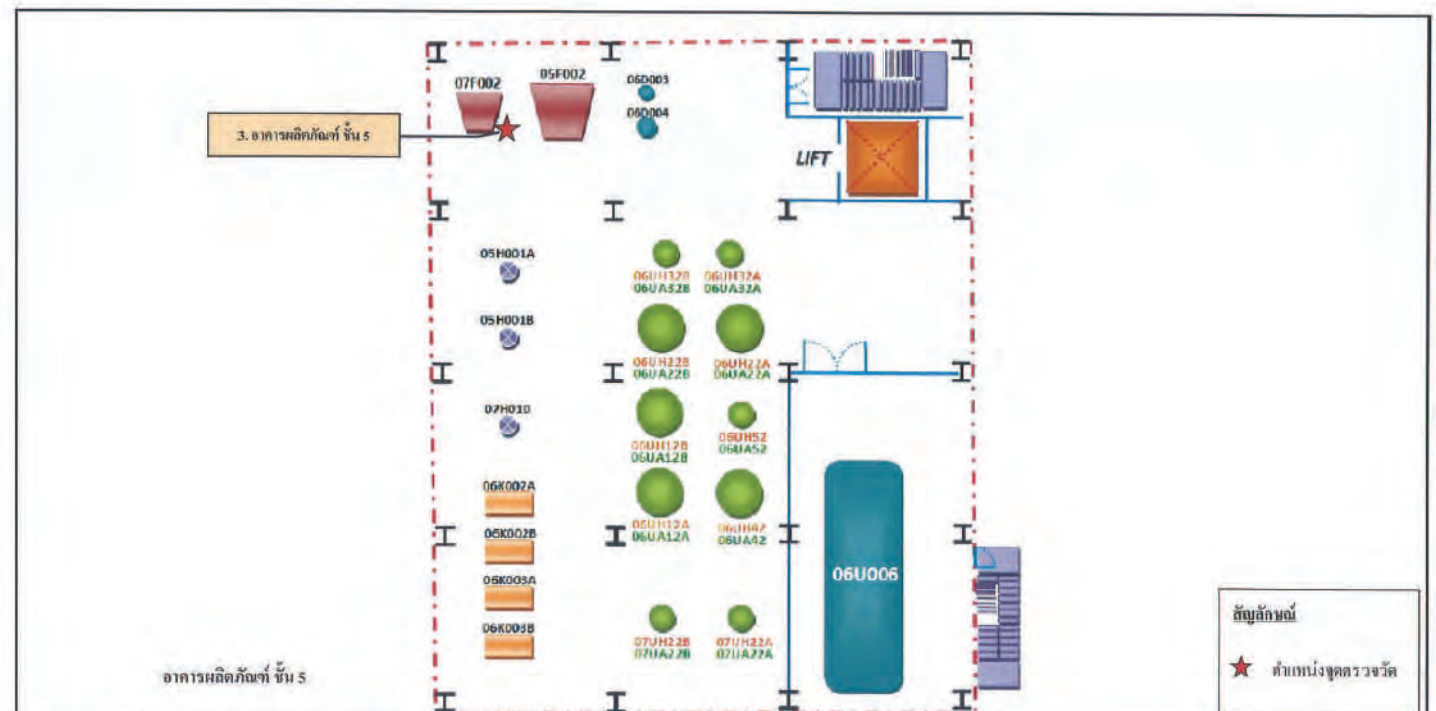 07F002
05F002
06D003
06D004
3. อาคารผลิตภัณฑ์ ชั้น 5
LIFT
05H001A
06UH32B 06UH32A
06UA32B 06UA32A
05H001B
06UH22B 06UH22A
06UA22B 06UA22A
07H010
06UH12B 06UH52
06UA12B 06UA52
06K002A
06UH12A 06UH42
06UA12A 06UA42
06K002B
06U006
06K003A
06K003B
07UH22B 07UH22A
07UA22B 07UA22A
อาคารผลิตภัณฑ์ ชั้น 5
สัญลักษณ์
ตำแหน่งจุดตรวจวัด